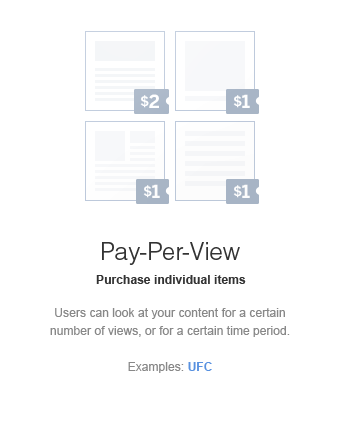 $2
$1
$1
$1
Pay-Per-View
Purchase individual items
Users can look at your content for a certain
number of views, or for a certain time period.
Examples: UFC